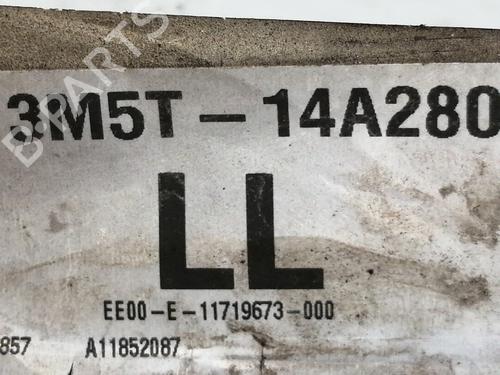 B-PARTS
3M5T-14A280
LL
EE00-E-11719673-000
857 A11852087